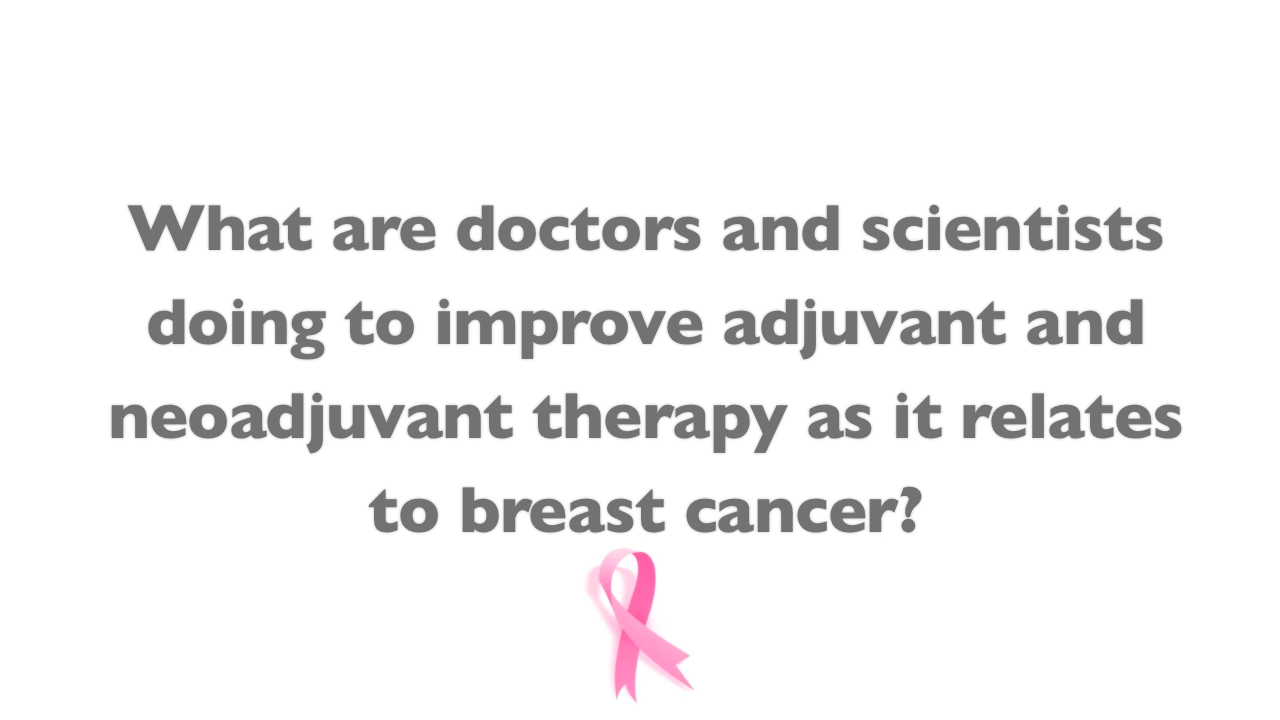 What are doctors and scientists
doing to improve adjuvant and
neoadjuvant therapy as it relates
to breast cancer?